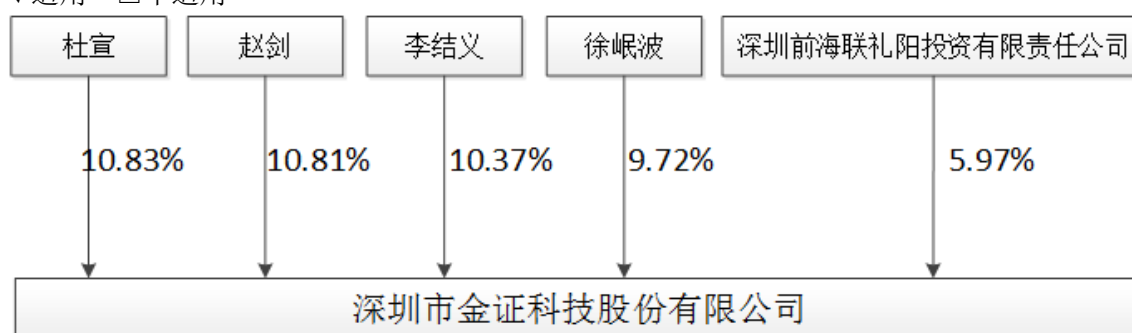 杜宣
赵剑
李结义
徐岷波
深圳前海联礼阳投资有限责任公司
10.83%
10.81%
10.37%
9.72%
5.97%
深圳市金证科技股份有限公司